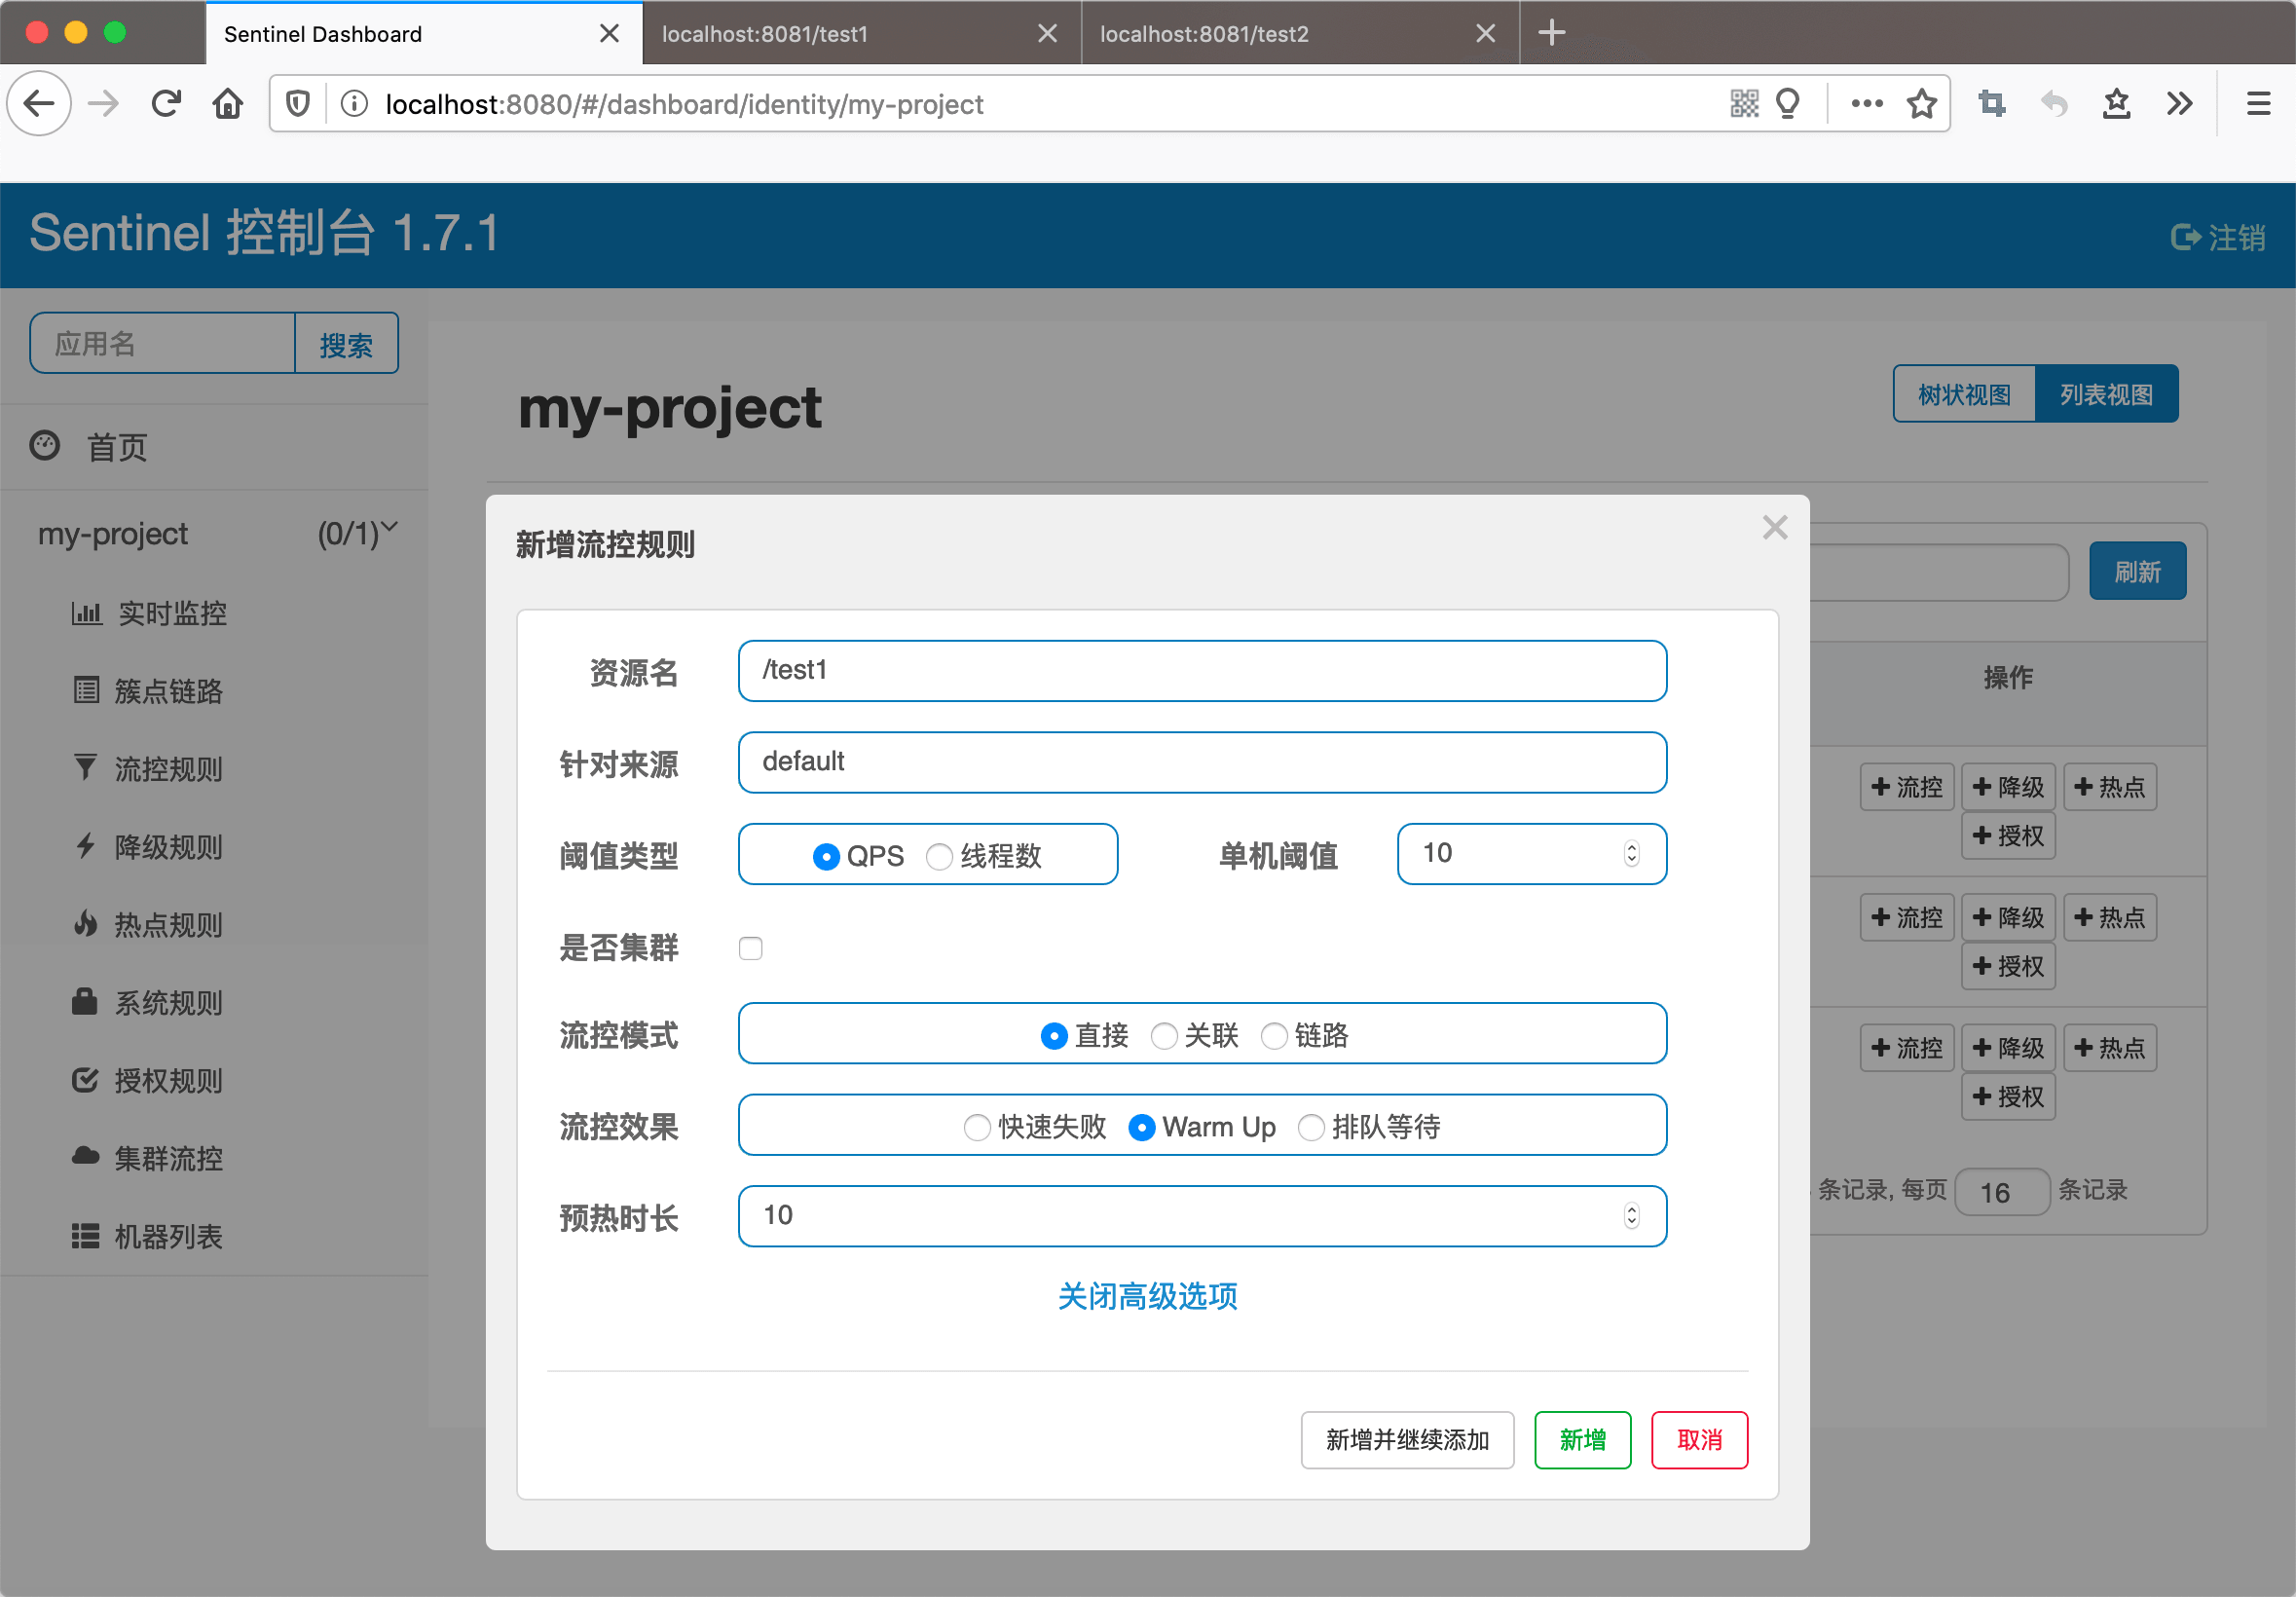 Sentinel Dashboard
localhost:8081/test1
localhost:8081/test2
localhost:8080/#/dashboard/identity/my-project
Sentinel 控制台 1.7.1
注销
应用名
搜索
首页
my-project (0/1)
实时监控
簇点链路
流控规则
降级规则
热点规则
系统规则
授权规则
集群流控
机器列表
my-project
树状视图 列表视图
刷新
操作
流控 降级 热点
授权
流控 降级 热点
授权
流控 降级 热点
授权
条记录, 每页 16 条记录
新增流控规则
资源名 /test1
针对来源 default
阈值类型 QPS 线程数 单机阈值 10
是否集群
流控模式 直接 关联 链路
流控效果 快速失败 Warm Up 排队等待
预热时长 10
关闭高级选项
新增并继续添加 新增 取消